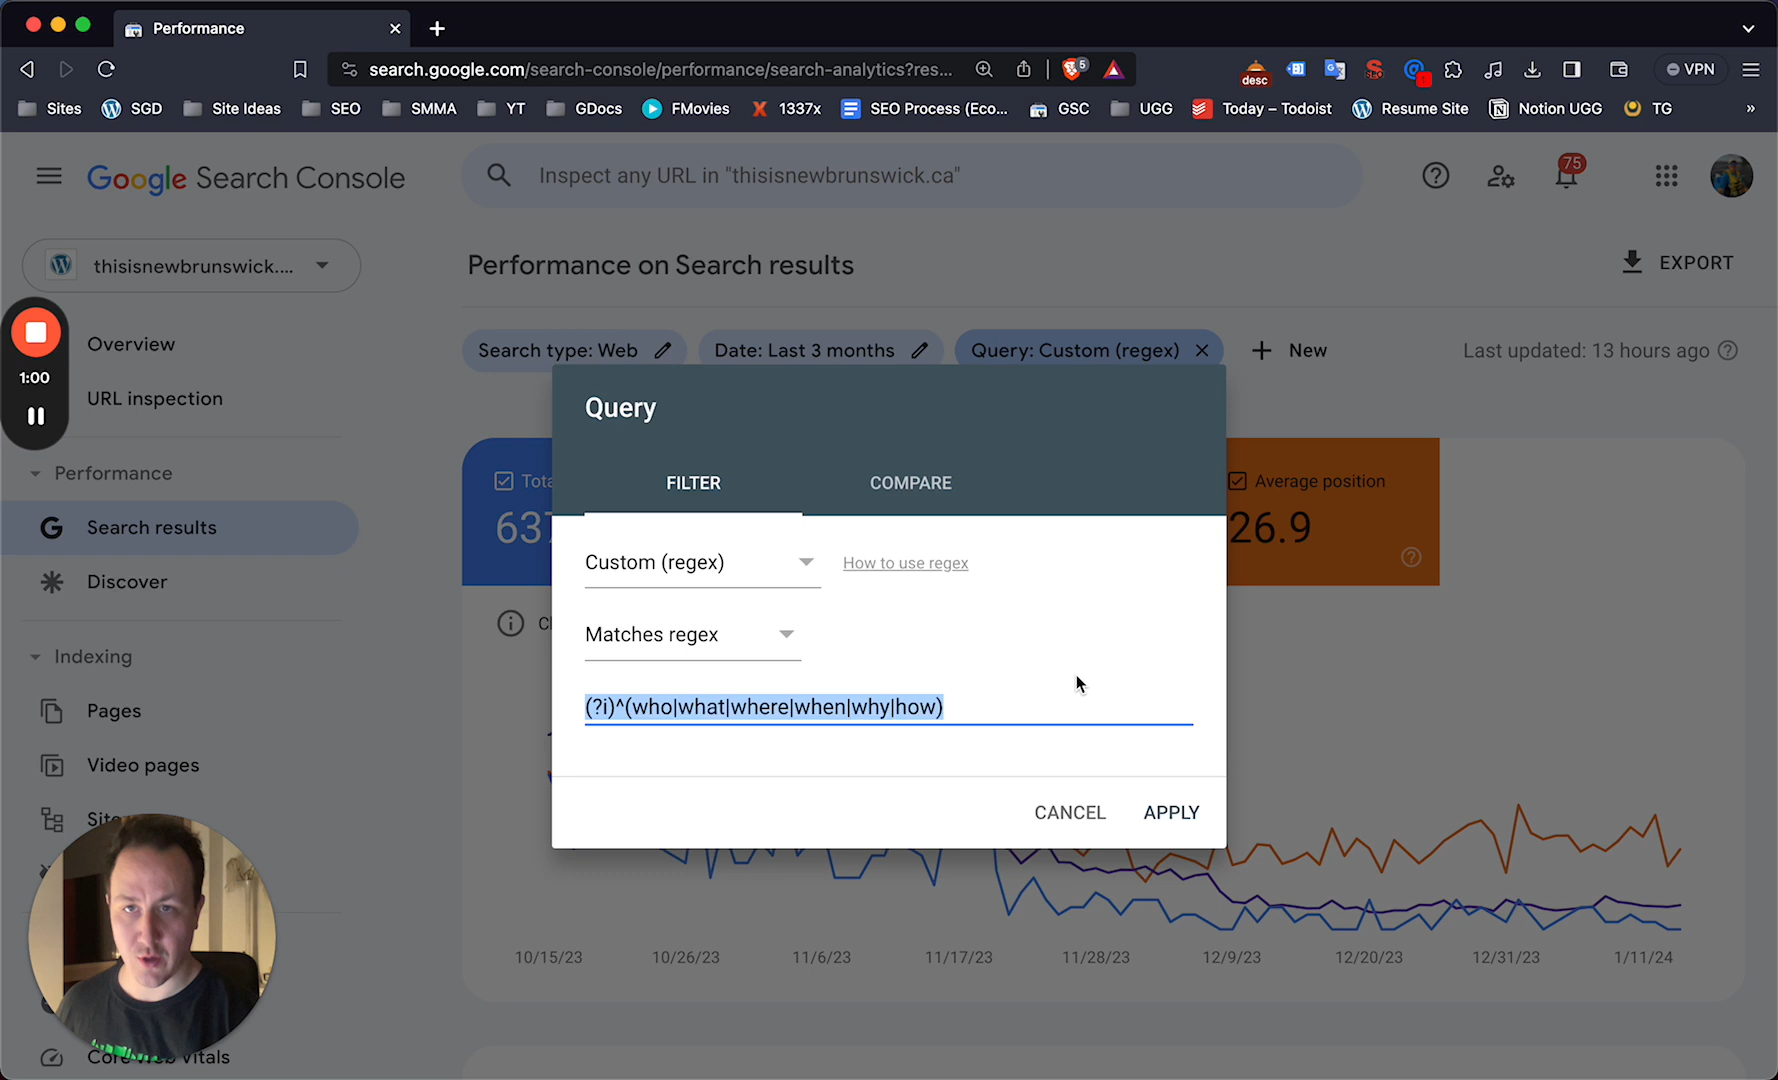 Performance
search.google.com/search-console/performance/search-analytics?res...
5
desc
SEO
1
VPN
Sites
SGD
Site Ideas
SEO
SMMA
YT
GDocs
FMovies
1337x
SEO Process (Eco...
GSC
UGG
Today – Todoist
Resume Site
Notion UGG
TG
»
Google Search Console
Inspect any URL in "thisisnewbrunswick.ca"
75
thisisnewbrunswick....
Performance on Search results
EXPORT
1:00
Overview
URL inspection
Performance
Search results
Discover
Indexing
Pages
Video pages
Core Web Vitals
Search type: Web
Date: Last 3 months
Query: Custom (regex)
New
Last updated: 13 hours ago
Query
FILTER
COMPARE
Custom (regex)
How to use regex
Matches regex
(?i)^(who|what|where|when|why|how)
CANCEL
APPLY
Average position
26.9
10/15/23
10/26/23
11/6/23
11/17/23
11/28/23
12/9/23
12/20/23
12/31/23
1/11/24